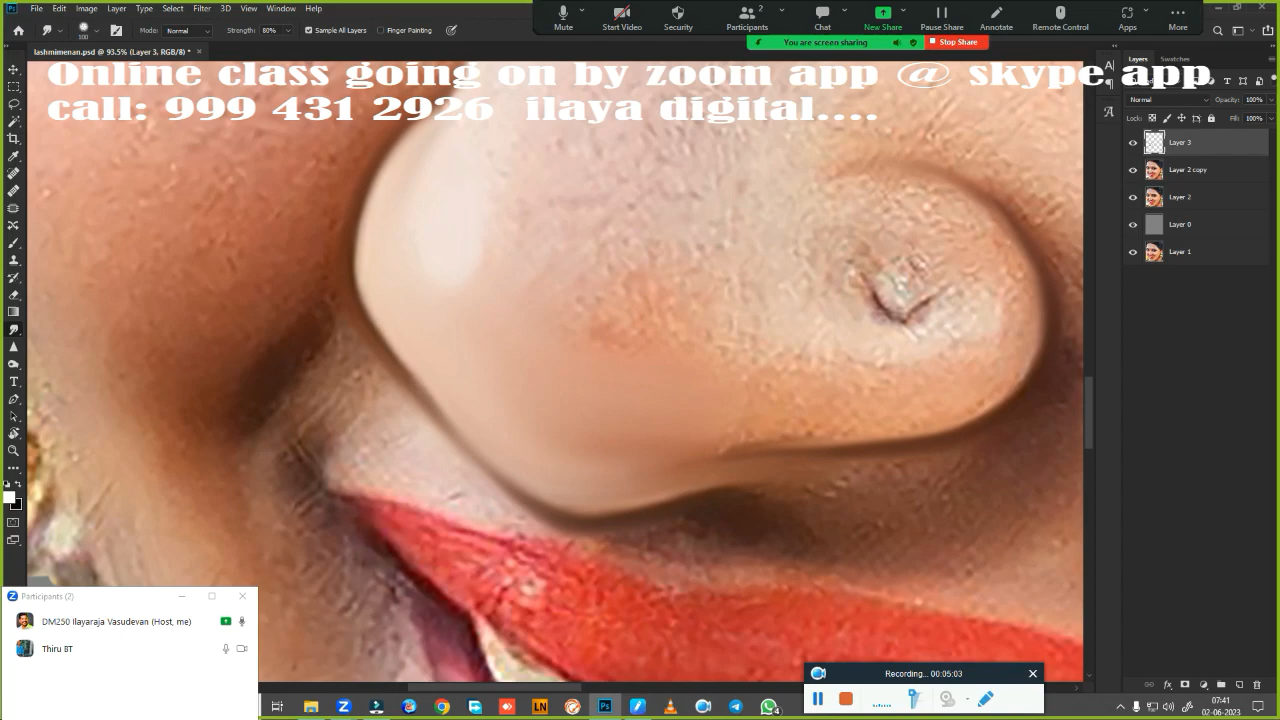 File Edit Image Layer Type Select Filter 3D View Window Help
Mute Start Video Security Participants 2 Chat New Share Pause Share Annotate Remote Control Apps More
Mode: Normal Strength: 80% Sample All Layers Finger Painting
100
You are screen sharing Stop Share
lashmimenan.psd @ 93.5% (Layer 3, RGB/8) *
Online class going on by zoom app @ skype app
call: 999 431 2926 ilaya digital....
Layers Swatches
Normal Opacity: 100%
Lock: Fill: 100%
Layer 3
Layer 2 copy
Layer 2
Layer 0
Layer 1
Participants (2)
DM250 Ilayaraja Vasudevan (Host, me)
Thiru BT
Recording... 00:05:03
07:41
02-06-2023